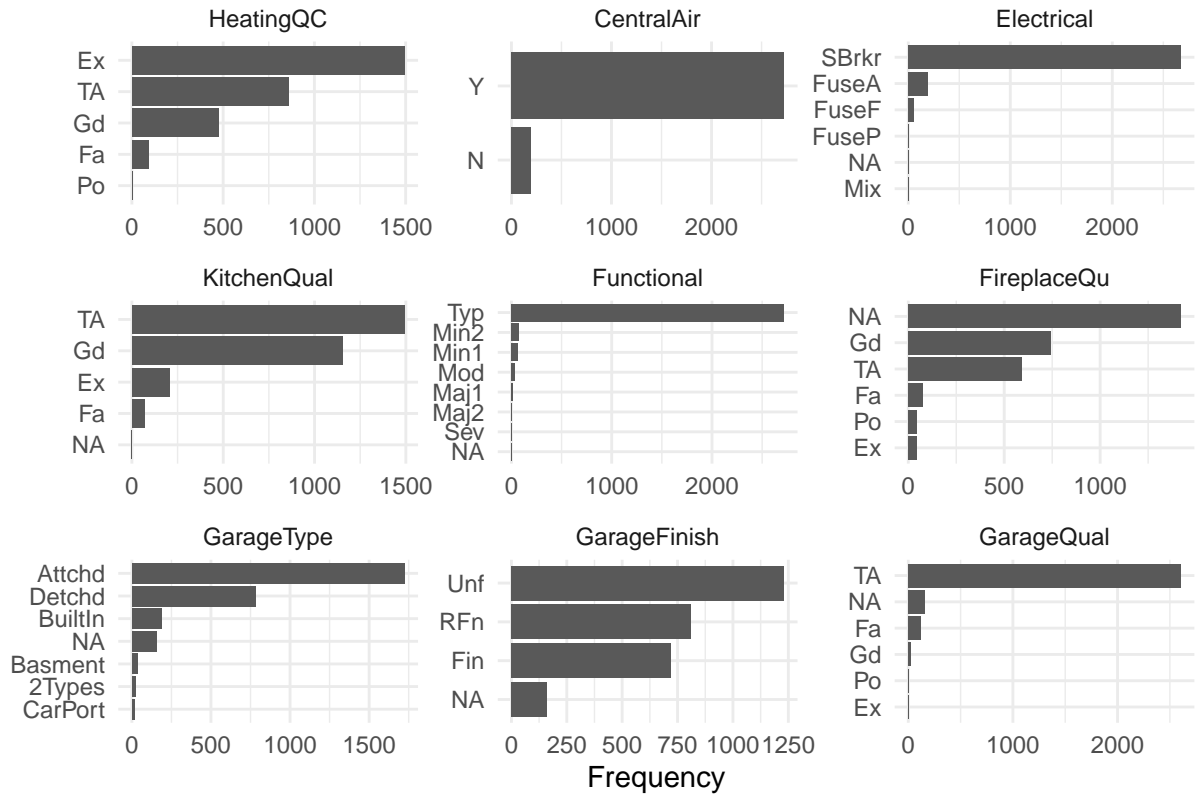 HeatingQC
Ex
TA
Gd
Fa
Po
0 500 1000 1500
CentralAir
Y
N
0 1000 2000
Electrical
SBrkr
FuseA
FuseF
FuseP
NA
Mix
0 1000 2000
KitchenQual
TA
Gd
Ex
Fa
NA
0 500 1000 1500
Functional
Typ
Min2
Min1
Mod
Maj1
Maj2
Sev
NA
0 1000 2000
FireplaceQu
NA
Gd
TA
Fa
Po
Ex
0 500 1000
GarageType
Attchd
Detchd
BuiltIn
NA
Basment
2Types
CarPort
0 500 1000 1500
GarageFinish
Unf
RFn
Fin
NA
0 250 500 750 1000 1250
GarageQual
TA
NA
Fa
Gd
Po
Ex
0 1000 2000
Frequency